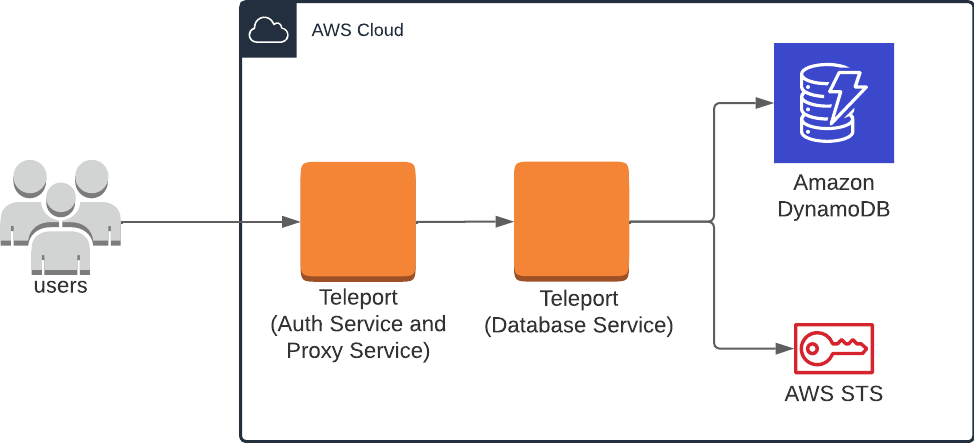 AWS Cloud
users
Teleport
(Auth Service and
Proxy Service)
Teleport
(Database Service)
Amazon
DynamoDB
AWS STS